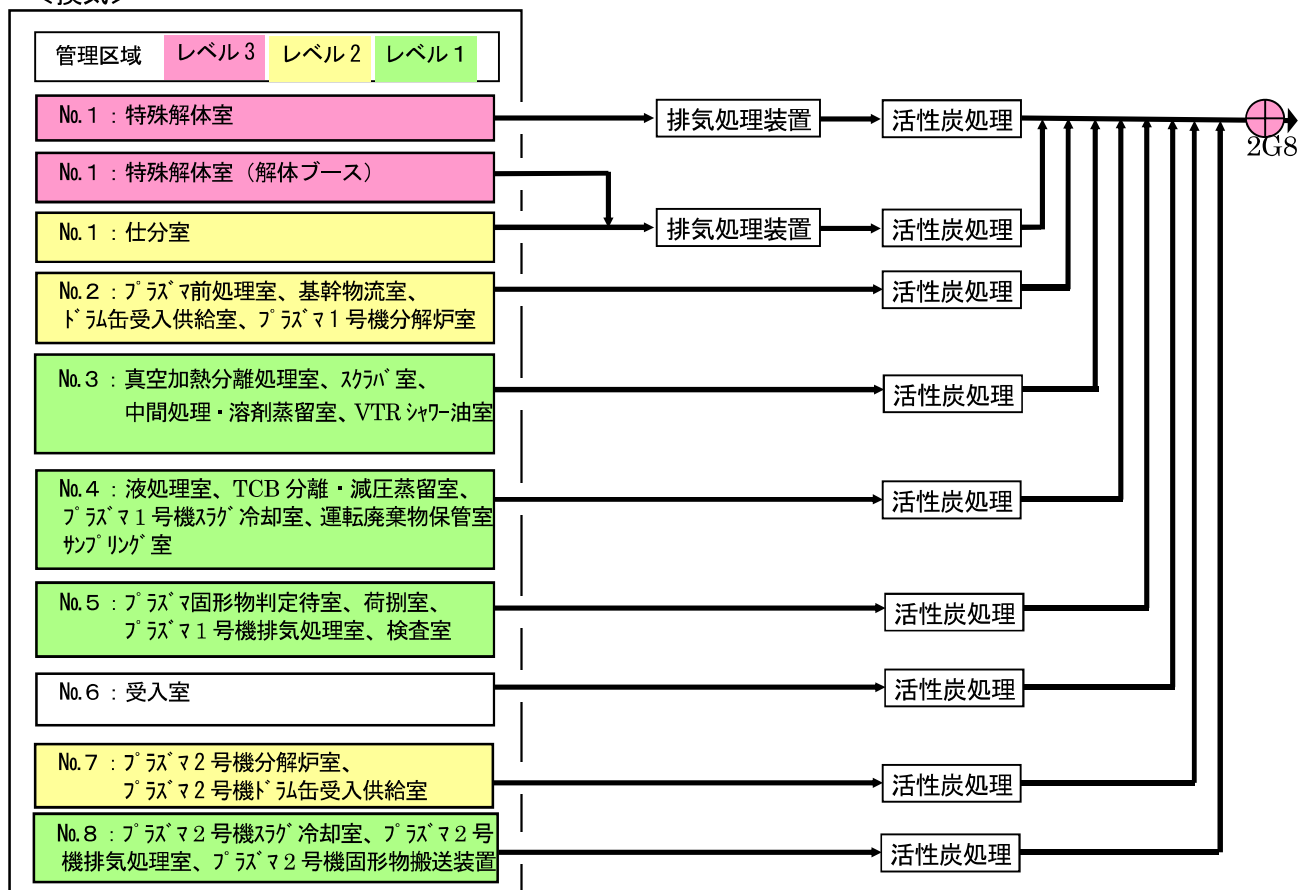 ＜換気＞
管理区域 レベル3 レベル2 レベル1
No.1：特殊解体室
排気処理装置
活性炭処理
2G8
No.1：特殊解体室（解体ブース）
No.1：仕分室
排気処理装置
活性炭処理
No.2：ﾌﾟﾗｽﾞﾏ前処理室、基幹物流室、
ﾄﾞﾗﾑ缶受入供給室、ﾌﾟﾗｽﾞﾏ1号機分解炉室
活性炭処理
No.3：真空加熱分離処理室、ｽｸﾗﾊﾞ室、
中間処理・溶剤蒸留室、VTRｼｬﾜｰ油室
活性炭処理
No.4：液処理室、TCB分離・減圧蒸留室、
ﾌﾟﾗｽﾞﾏ1号機ｽﾗｸﾞ冷却室、運転廃棄物保管室
ｻﾝﾌﾟﾘﾝｸﾞ室
活性炭処理
No.5：ﾌﾟﾗｽﾞﾏ固形物判定待室、荷捌室、
ﾌﾟﾗｽﾞﾏ1号機排気処理室、検査室
活性炭処理
No.6：受入室
活性炭処理
No.7：ﾌﾟﾗｽﾞﾏ2号機分解炉室、
ﾌﾟﾗｽﾞﾏ2号機ﾄﾞﾗﾑ缶受入供給室
活性炭処理
No.8：ﾌﾟﾗｽﾞﾏ2号機ｽﾗｸﾞ冷却室、ﾌﾟﾗｽﾞﾏ2号
機排気処理室、ﾌﾟﾗｽﾞﾏ2号機固形物搬送装置
活性炭処理